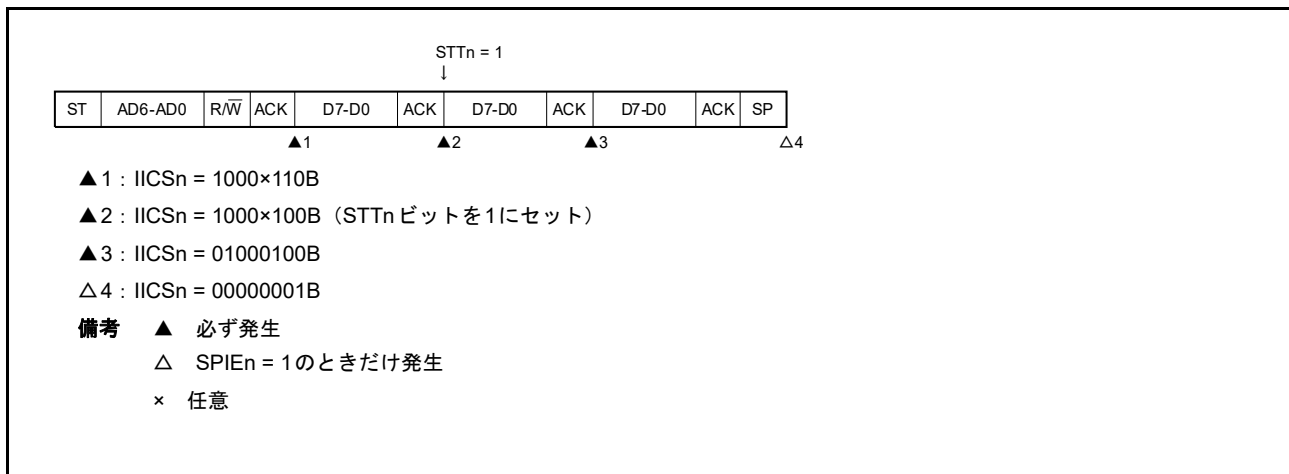 STTn = 1
↓
ST AD6-AD0 R/W̅ ACK D7-D0 ACK D7-D0 ACK D7-D0 ACK SP
▲1 ▲2 ▲3 △4
▲1：IICSn = 1000×110B
▲2：IICSn = 1000×100B（STTnビットを1にセット）
▲3：IICSn = 01000100B
△4：IICSn = 00000001B
備考 ▲ 必ず発生
△ SPIEn = 1のときだけ発生
× 任意